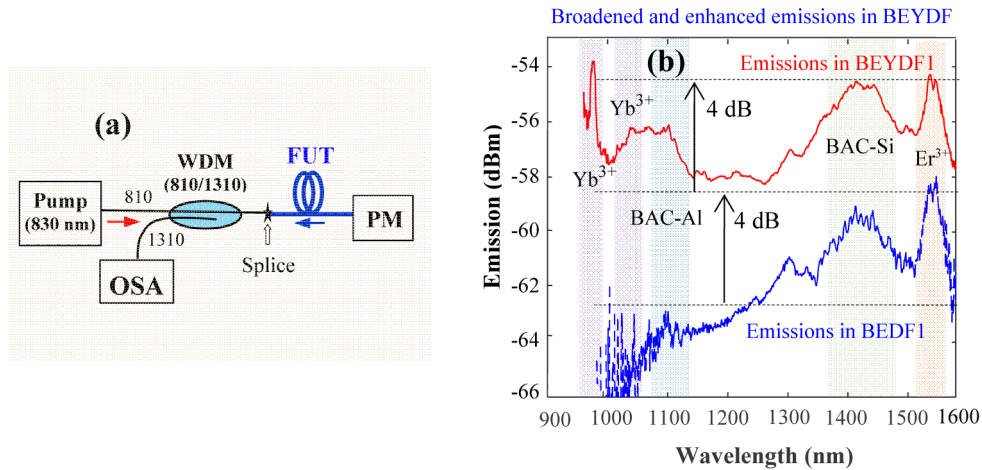 (a)
WDM
(810/1310)
FUT
Pump
(830 nm)
810
1310
PM
OSA
Splice
Broadened and enhanced emissions in BEYDF
(b)
Emissions in BEYDF1
Yb3+
4 dB
BAC-Si
Er3+
Yb3+
BAC-Al
4 dB
Emissions in BEDF1
Emission (dBm)
-54
-56
-58
-60
-62
-64
-66
900 1000 1100 1200 1300 1400 1500 1600
Wavelength (nm)